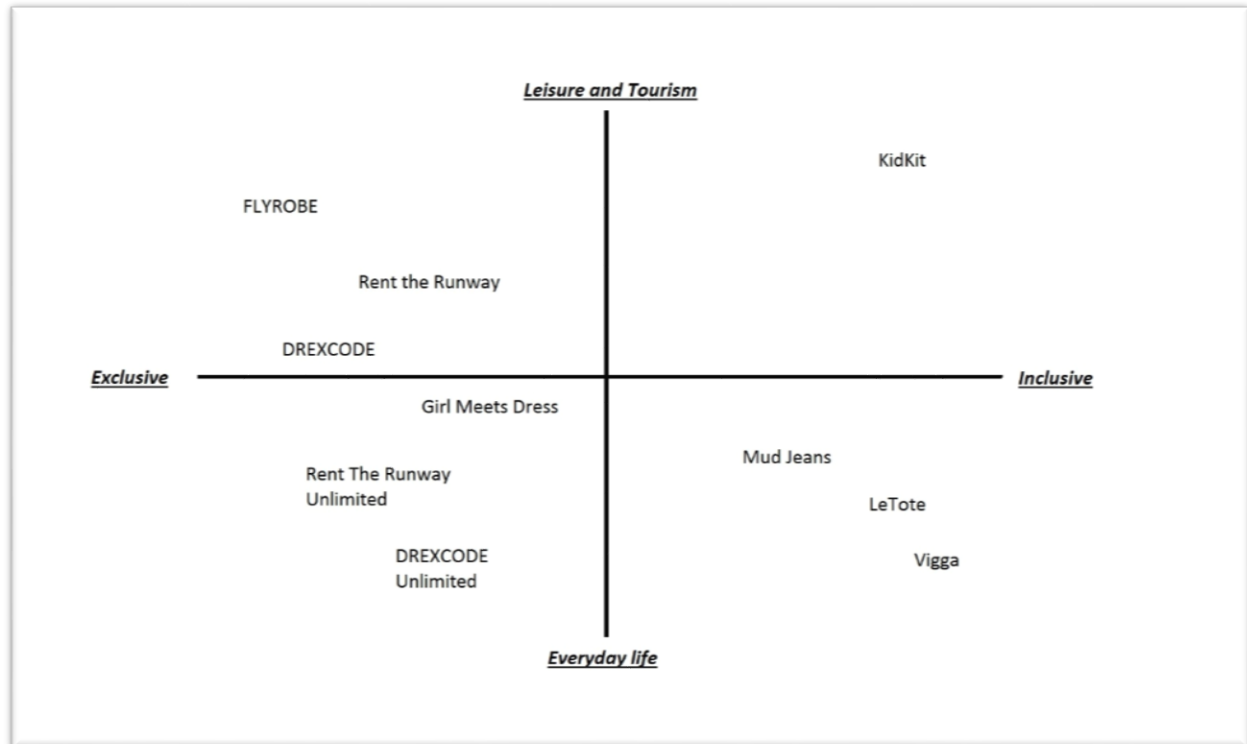 Leisure and Tourism
KidKit
FLYROBE
Rent the Runway
DREXCODE
Exclusive
Inclusive
Girl Meets Dress
Mud Jeans
Rent The Runway
Unlimited
LeTote
DREXCODE
Unlimited
Vigga
Everyday life